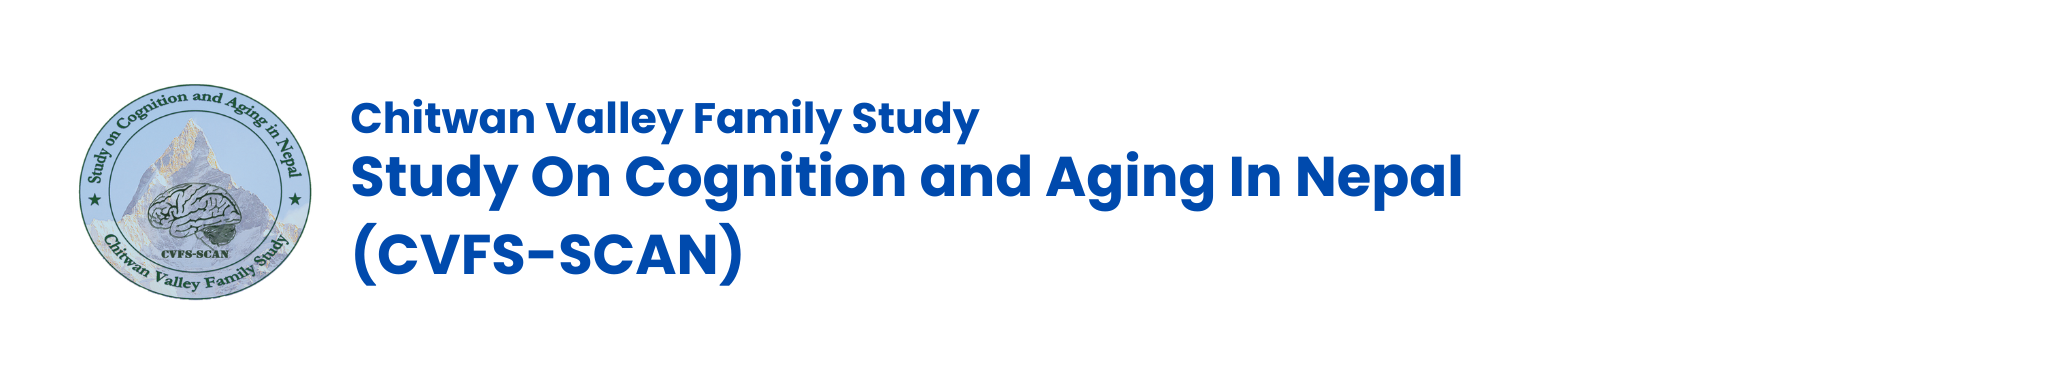 Study on Cognition and Aging in Nepal
CVFS-SCAN
Chitwan Valley Family Study
Chitwan Valley Family Study
Study On Cognition and Aging In Nepal
(CVFS-SCAN)